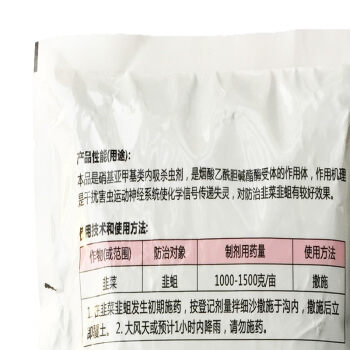 产品性能(用途):
本品是硝基亚甲基类内吸杀虫剂,是烟酸乙酰胆碱酯酶受体的作用体,作用机理
是干扰害虫运动神经系统使化学信号传递失灵,对防治韭菜韭蛆有较好效果。
用技术和使用方法:
作物(或范围) 防治对象 制剂用药量 使用方法
韭菜 韭蛆 1000-1500克/亩 撒施
1. 在韭菜韭蛆发生初期施药,按登记剂量拌细沙撒施于沟内,撒施后立
即覆土。2. 大风天或预计1小时内降雨,请勿施药。